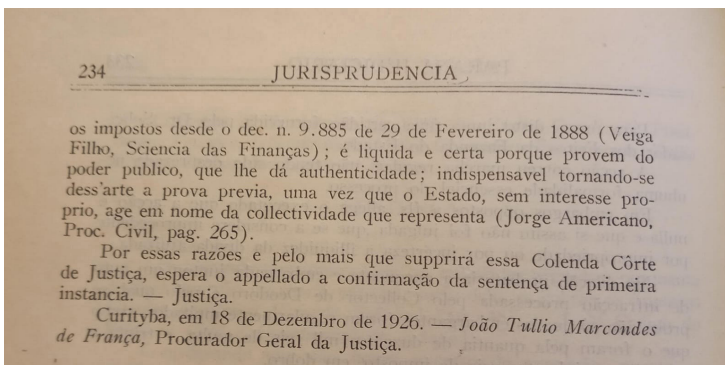 234 JURISPRUDENCIA
os impostos desde o dec. n. 9.885 de 29 de Fevereiro de 1888 (Veiga
Filho, Sciencia das Finanças); é liquida e certa porque provem do
poder publico, que lhe dá authenticidade; indispensavel tornando-se
dess'arte a prova previa, uma vez que o Estado, sem interesse pro-
prio, age em nome da collectividade que representa (Jorge Americano,
Proc. Civil, pag. 265).
Por essas razões e pelo mais que supprirá essa Colenda Côrte
de Justiça, espera o appellado a confirmação da sentença de primeira
instancia. — Justiça.
Curityba, em 18 de Dezembro de 1926. — João Tullio Marcondes
de França, Procurador Geral da Justiça.